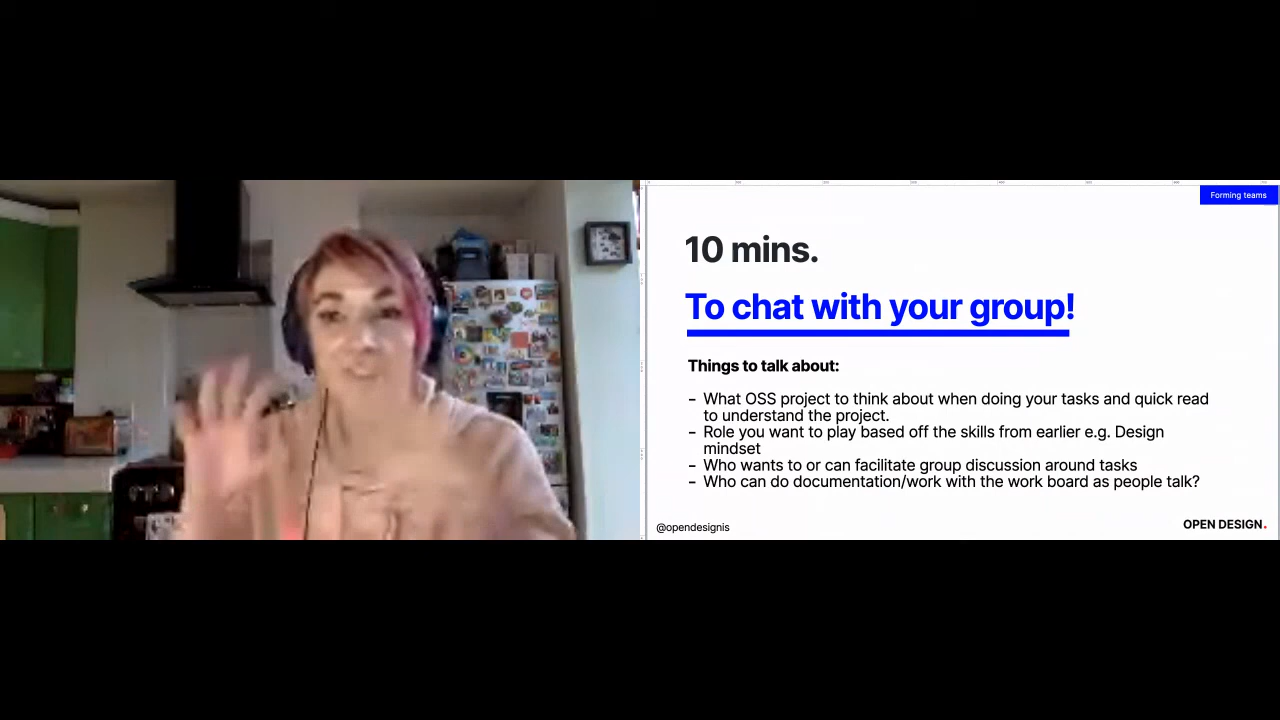 Forming teams
10 mins.
To chat with your group!
Things to talk about:
- What OSS project to think about when doing your tasks and quick read
to understand the project.
- Role you want to play based off the skills from earlier e.g. Design
mindset
- Who wants to or can facilitate group discussion around tasks
- Who can do documentation/work with the work board as people talk?
@opendesignis
OPEN DESIGN.